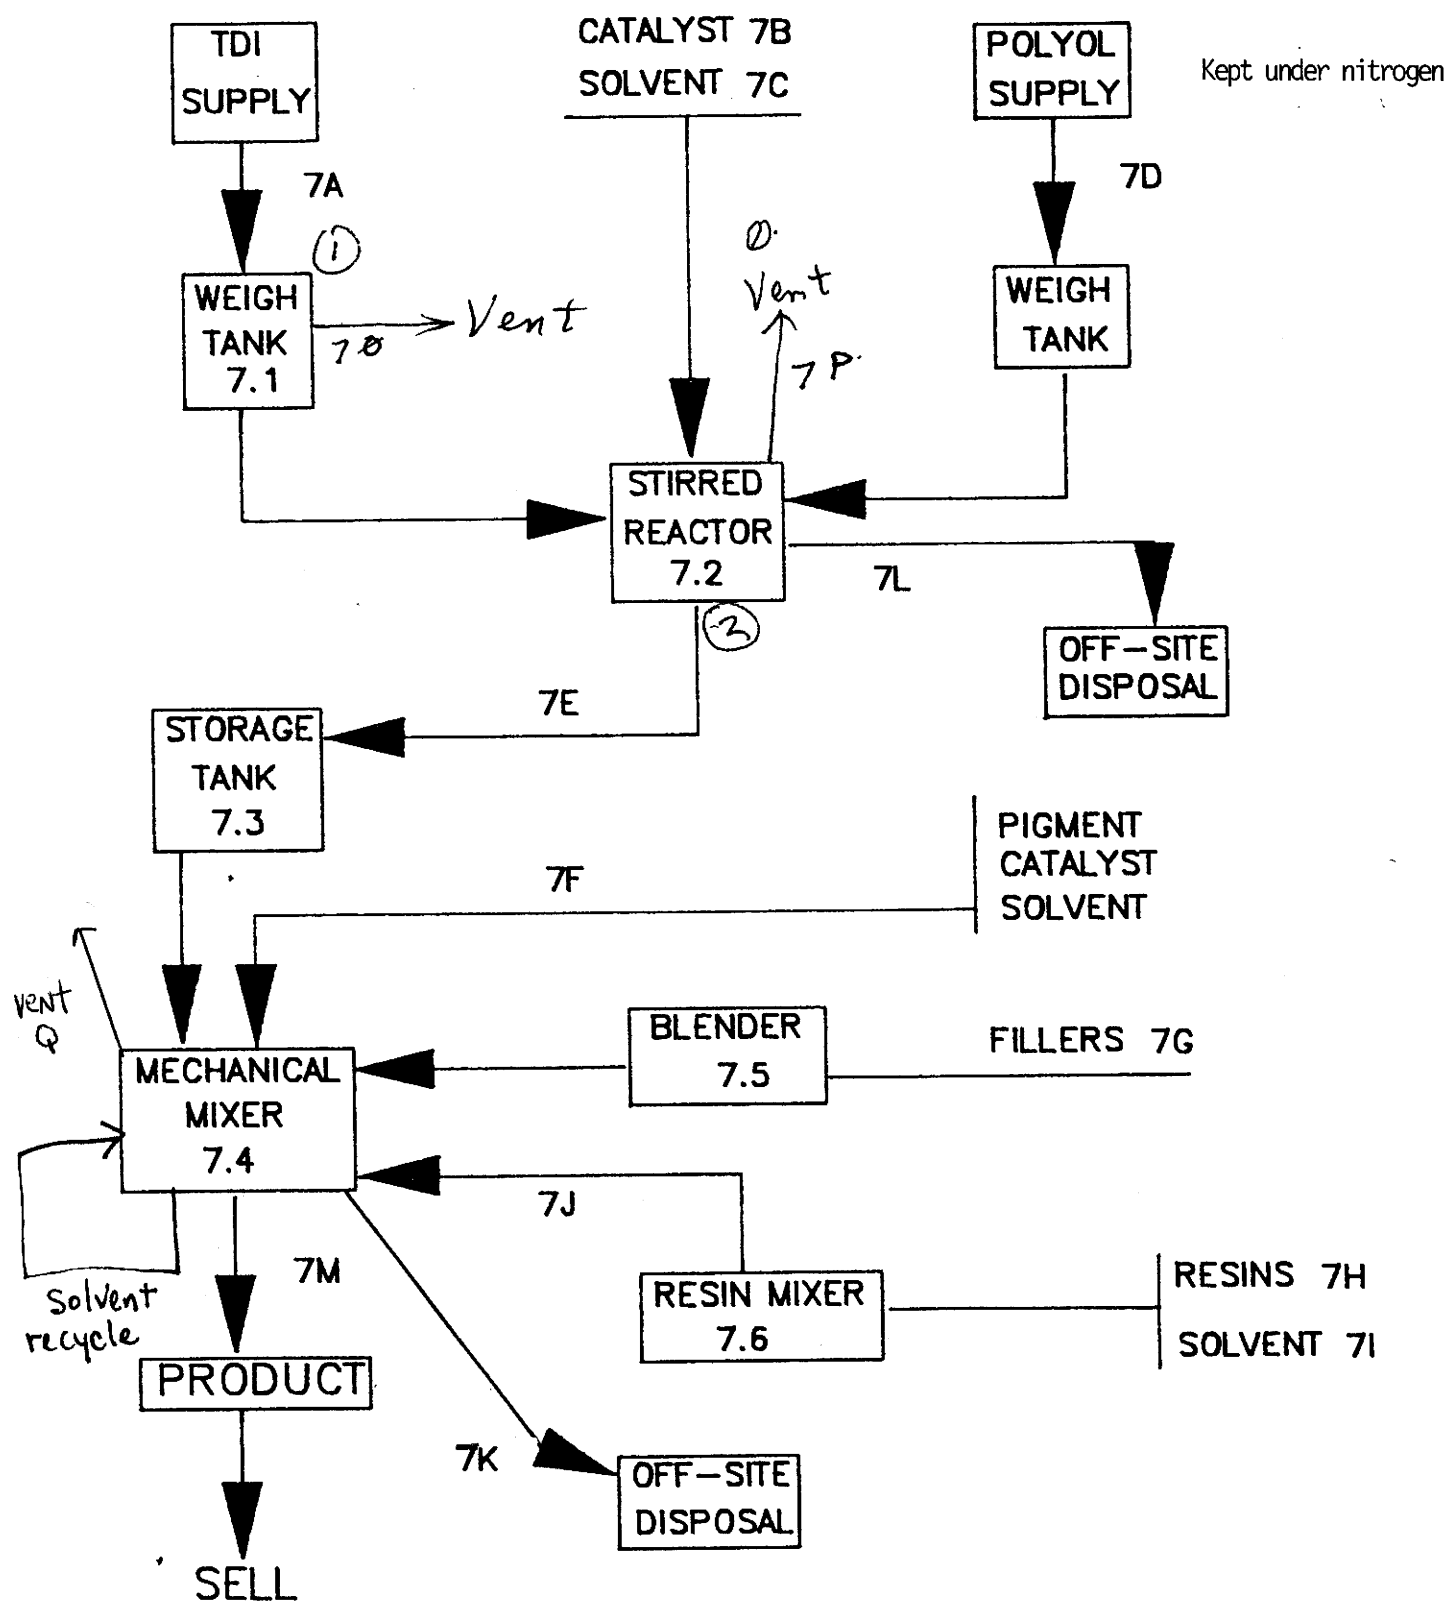 TDI
SUPPLY
CATALYST 7B
SOLVENT 7C
POLYOL
SUPPLY
Kept under nitrogen
7A
7D
1
WEIGH
TANK
7.1
Vent
Vent
7P
WEIGH
TANK
STIRRED
REACTOR
7.2
7L
2
OFF-SITE
DISPOSAL
7E
STORAGE
TANK
7.3
PIGMENT
CATALYST
SOLVENT
7F
vent
Q
BLENDER
7.5
FILLERS 7G
MECHANICAL
MIXER
7.4
7J
7M
RESIN MIXER
7.6
RESINS 7H
SOLVENT 7I
Solvent
recycle
PRODUCT
7K
OFF-SITE
DISPOSAL
SELL